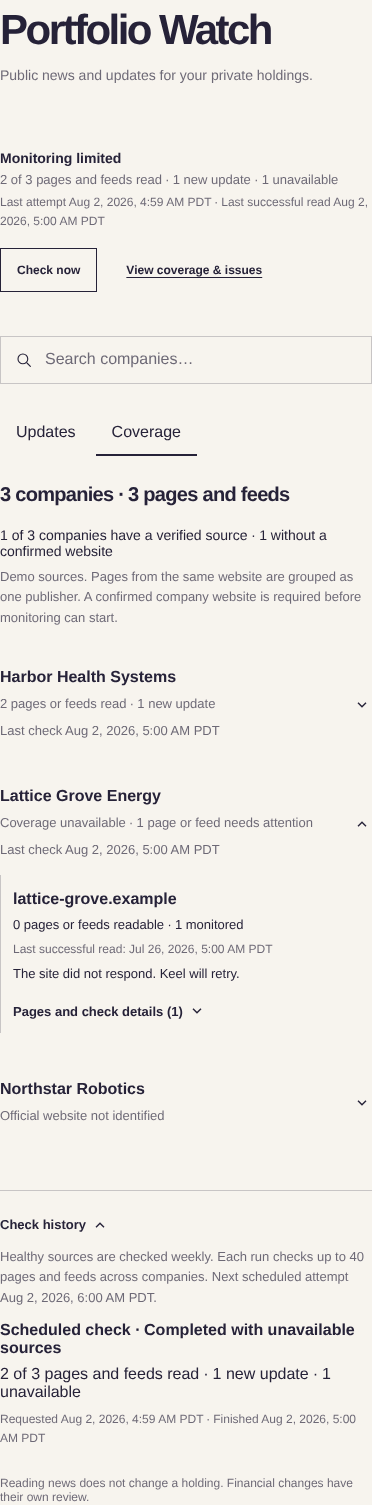 Portfolio Watch
Public news and updates for your private holdings.
Monitoring limited
2 of 3 pages and feeds read · 1 new update · 1 unavailable
Last attempt Aug 2, 2026, 4:59 AM PDT · Last successful read Aug 2,
2026, 5:00 AM PDT
Check now
View coverage & issues
Search companies…
Updates
Coverage
3 companies · 3 pages and feeds
1 of 3 companies have a verified source · 1 without a
confirmed website
Demo sources. Pages from the same website are grouped as
one publisher. A confirmed company website is required before
monitoring can start.
Harbor Health Systems
2 pages or feeds read · 1 new update
Last check Aug 2, 2026, 5:00 AM PDT
Lattice Grove Energy
Coverage unavailable · 1 page or feed needs attention
Last check Aug 2, 2026, 5:00 AM PDT
lattice-grove.example
0 pages or feeds readable · 1 monitored
Last successful read: Jul 26, 2026, 5:00 AM PDT
The site did not respond. Keel will retry.
Pages and check details (1)
Northstar Robotics
Official website not identified
Check history
Healthy sources are checked weekly. Each run checks up to 40
pages and feeds across companies. Next scheduled attempt
Aug 2, 2026, 6:00 AM PDT.
Scheduled check · Completed with unavailable
sources
2 of 3 pages and feeds read · 1 new update · 1
unavailable
Requested Aug 2, 2026, 4:59 AM PDT · Finished Aug 2, 2026, 5:00
AM PDT
Reading news does not change a holding. Financial changes have
their own review.